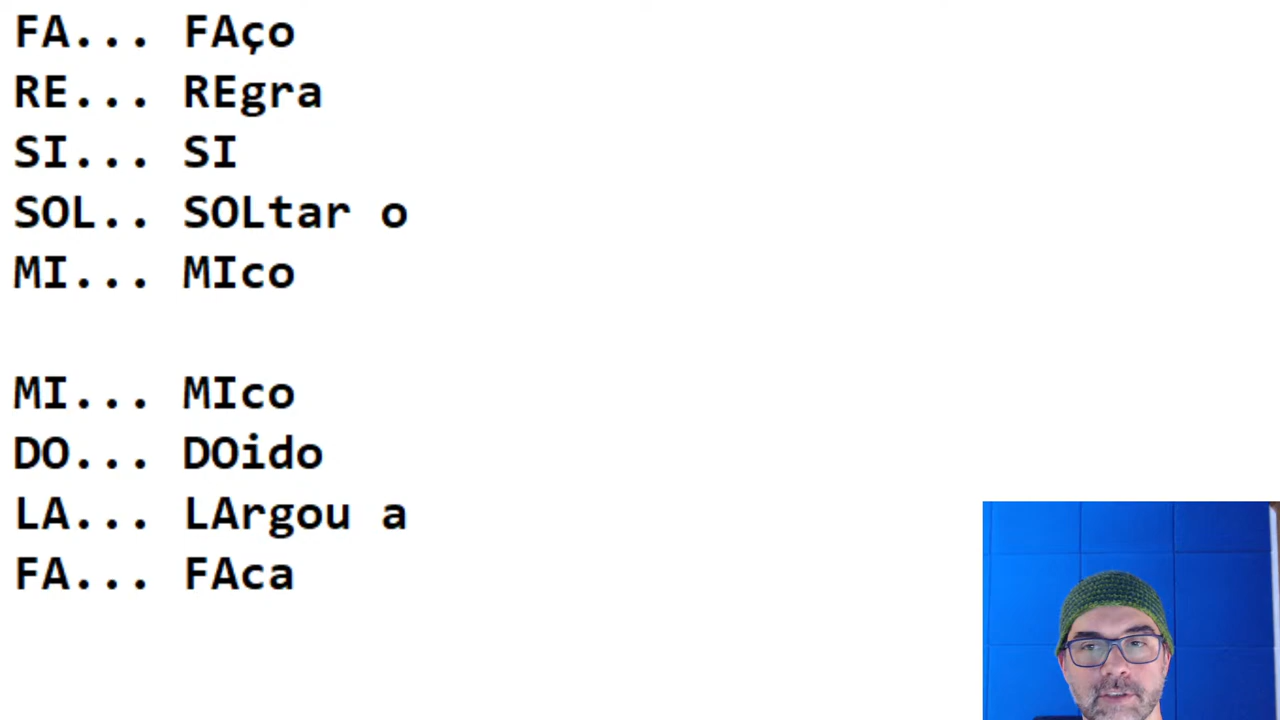 FA... FAço
RE... REgra
SI... SI
SOL.. SOLtar o
MI... MIco
MI... MIco
DO... DOido
LA... LArgou a
FA... FAca